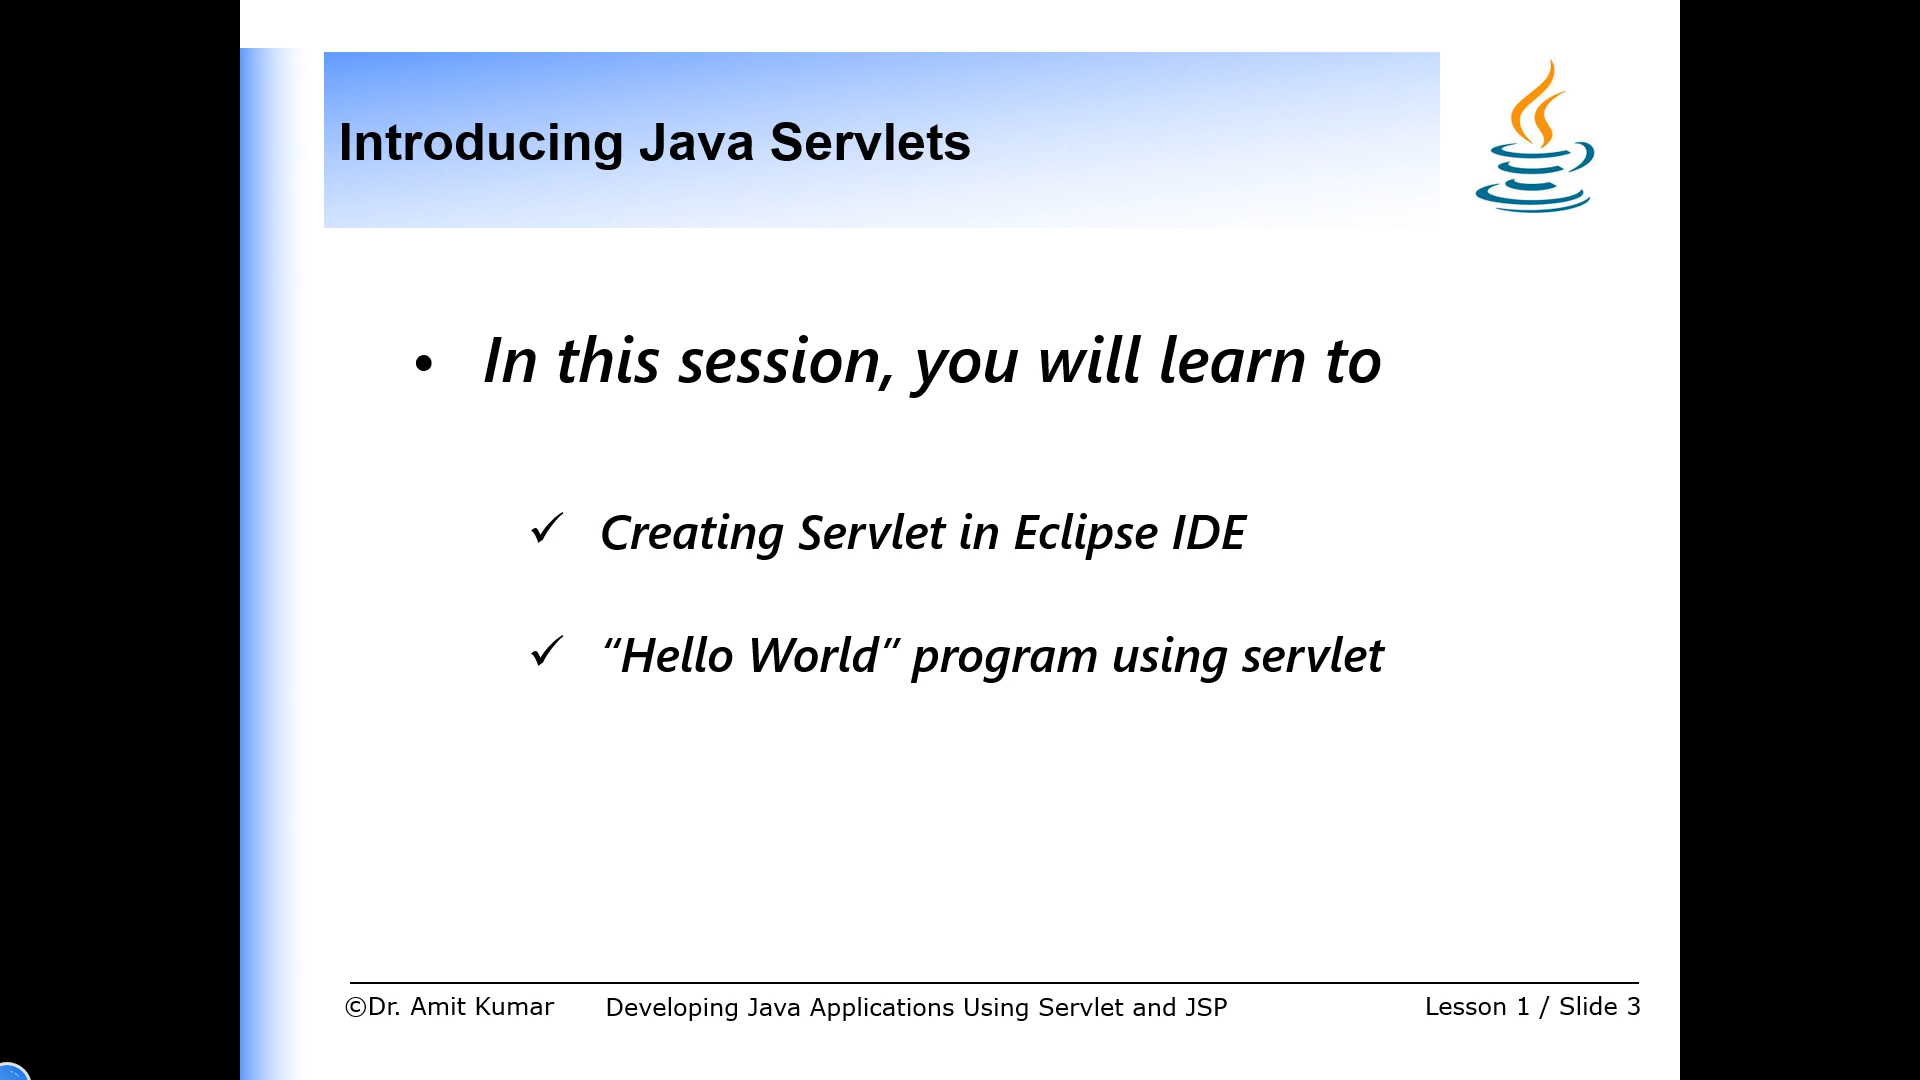 Introducing Java Servlets
• In this session, you will learn to
✓ Creating Servlet in Eclipse IDE
✓ “Hello World” program using servlet
©Dr. Amit Kumar Developing Java Applications Using Servlet and JSP Lesson 1 / Slide 3